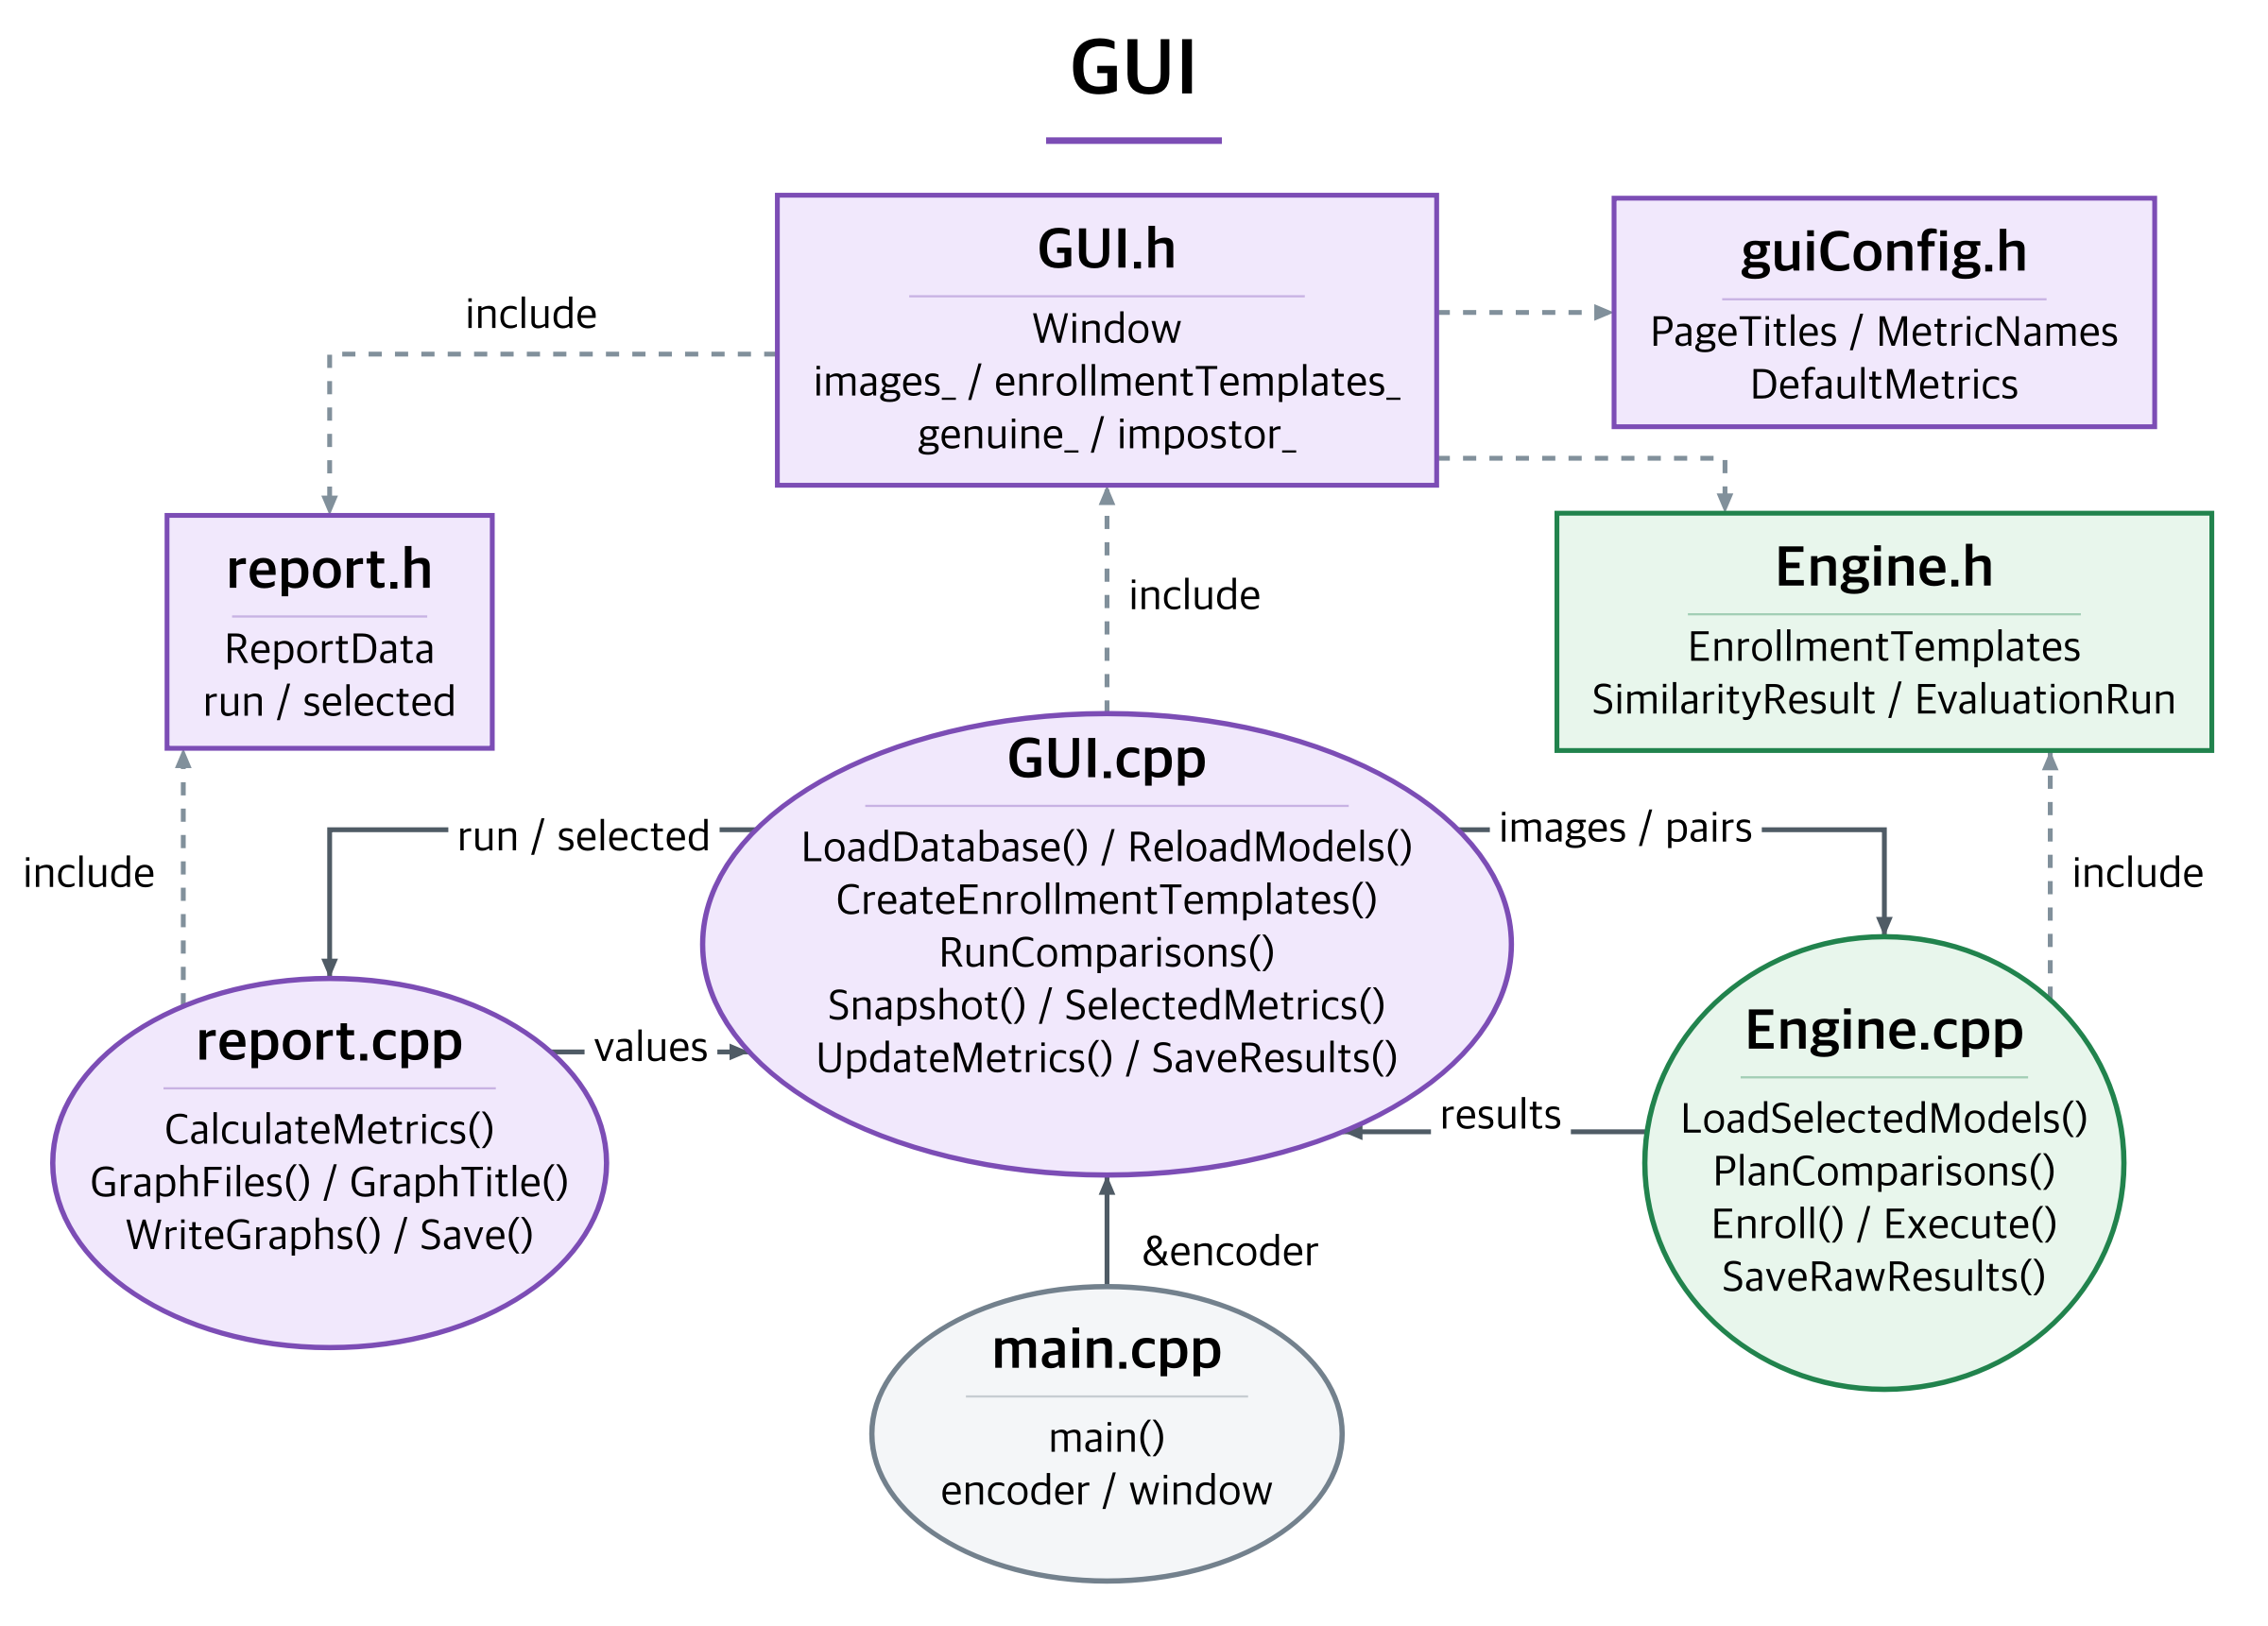 GUI
GUI.h
Window
images_ / enrollmentTemplates_
genuine_ / impostor_
guiConfig.h
PageTitles / MetricNames
DefaultMetrics
include
report.h
ReportData
run / selected
Engine.h
EnrollmentTemplates
SimilarityResult / EvaluationRun
include
GUI.cpp
LoadDatabase() / ReloadModels()
CreateEnrollmentTemplates()
RunComparisons()
Snapshot() / SelectedMetrics()
UpdateMetrics() / SaveResults()
run / selected
images / pairs
include
include
report.cpp
CalculateMetrics()
GraphFiles() / GraphTitle()
WriteGraphs() / Save()
values
Engine.cpp
LoadSelectedModels()
PlanComparisons()
Enroll() / Execute()
SaveRawResults()
results
&encoder
main.cpp
main()
encoder / window